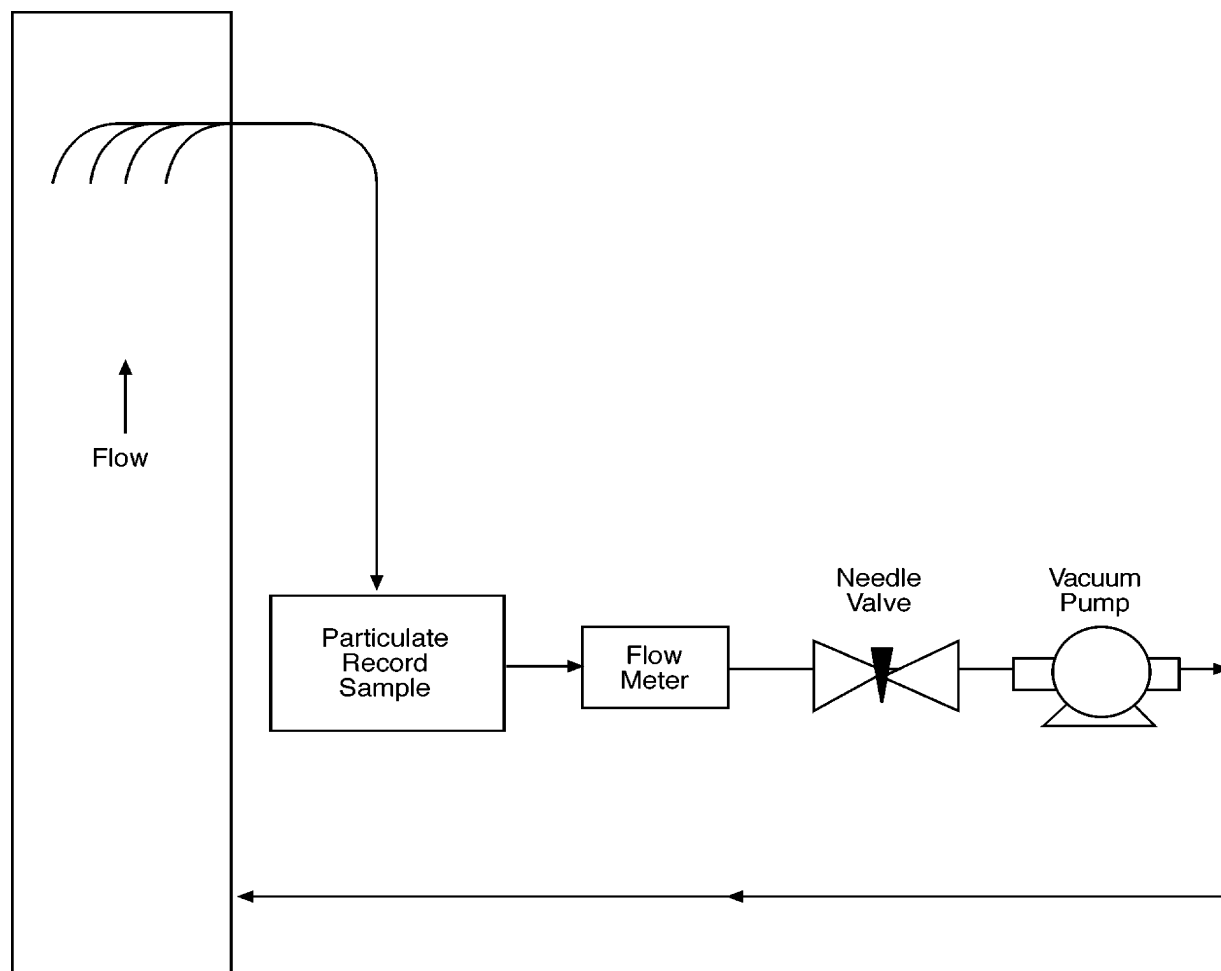 Flow
Particulate
Record
Sample
Flow
Meter
Needle
Valve
Vacuum
Pump